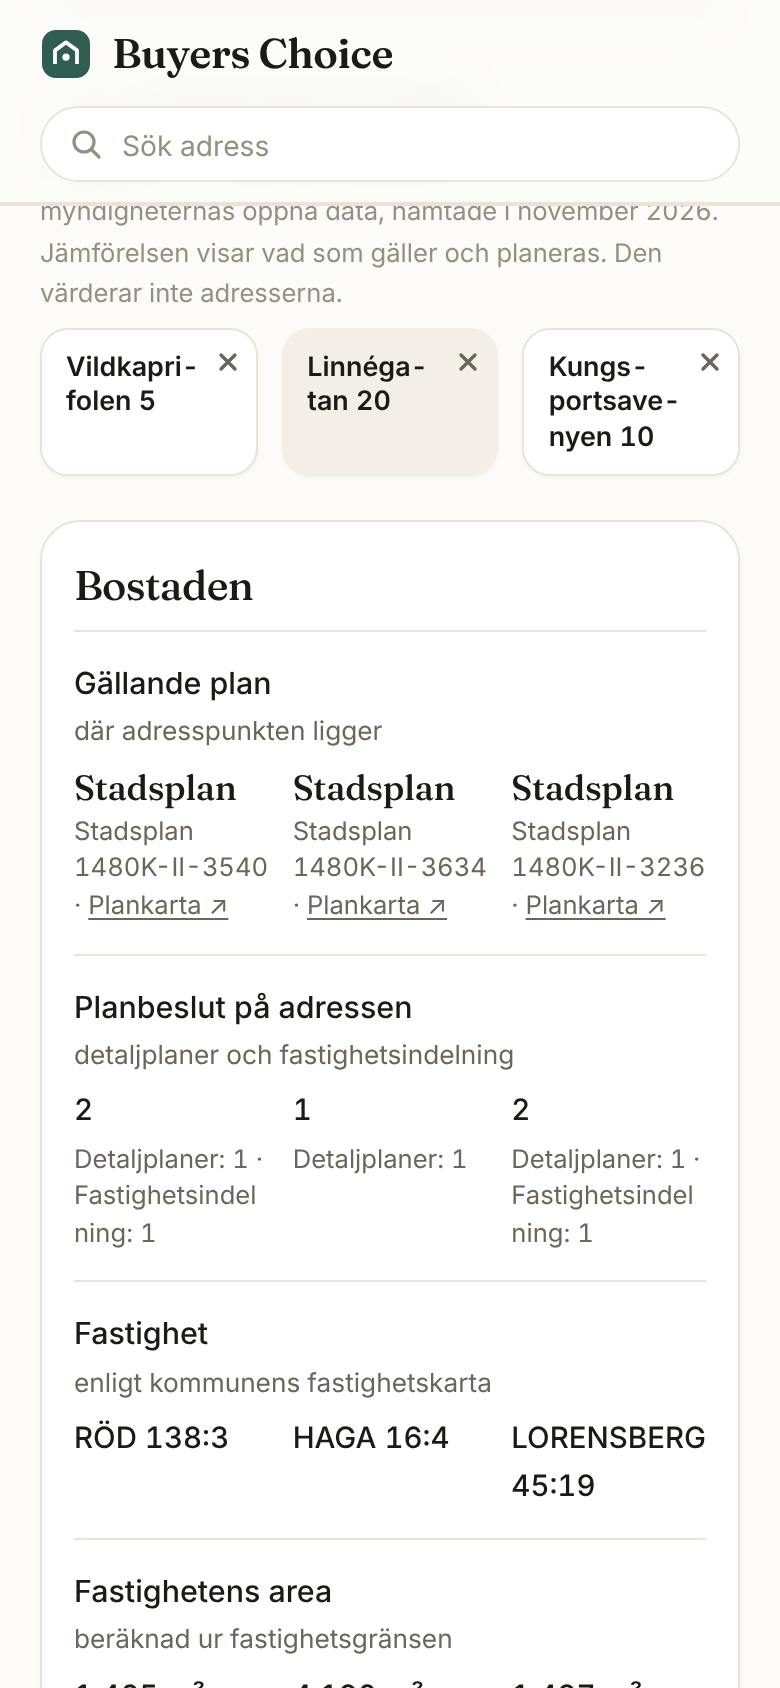 Buyers Choice
Sök adress
myndigheternas öppna data, hämtade i november 2026.
Jämförelsen visar vad som gäller och planeras. Den
värderar inte adresserna.
Vildkapri-
folen 5
Linnéga-
tan 20
Kungs-
portsave-
nyen 10
Bostaden
Gällande plan
där adresspunkten ligger
Stadsplan Stadsplan Stadsplan
Stadsplan Stadsplan Stadsplan
1480K-II-3540 1480K-II-3634 1480K-II-3236
· Plankarta ↗ · Plankarta ↗ · Plankarta ↗
Planbeslut på adressen
detaljplaner och fastighetsindelning
2 1 2
Detaljplaner: 1 · Detaljplaner: 1 Detaljplaner: 1 ·
Fastighetsindel Fastighetsindel
ning: 1 ning: 1
Fastighet
enligt kommunens fastighetskarta
RÖD 138:3 HAGA 16:4 LORENSBERG
45:19
Fastighetens area
beräknad ur fastighetsgränsen